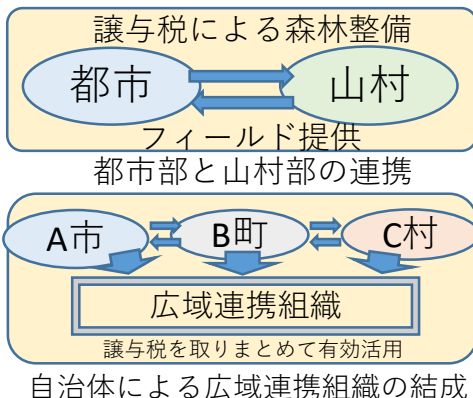 譲与税による森林整備
都市 山村
フィールド提供
都市部と山村部の連携
A市 B町 C村
広域連携組織
譲与税を取りまとめて有効活用
自治体による広域連携組織の結成